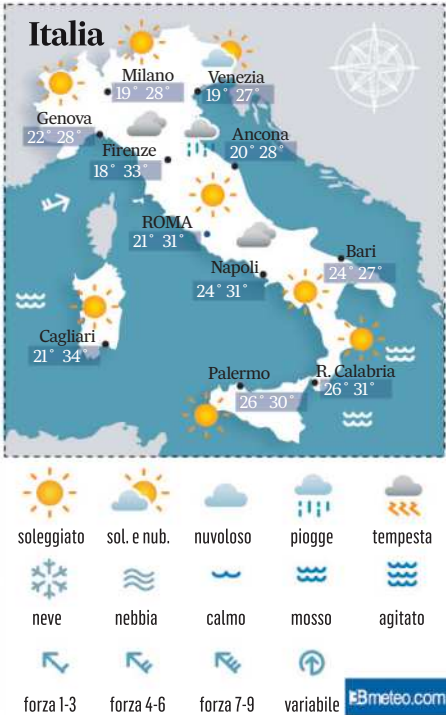 Italia
Milano
19° 28°
Venezia
19° 27°
Genova
22° 28°
Firenze
18° 33°
Ancona
20° 28°
ROMA
21° 31°
Napoli
24° 31°
Bari
24° 27°
Cagliari
21° 34°
Palermo
26° 30°
R. Calabria
26° 31°
soleggiato sol. e nub. nuvoloso piogge tempesta
neve nebbia calmo mosso agitato
forza 1-3 forza 4-6 forza 7-9 variabile
3Bmeteo.com